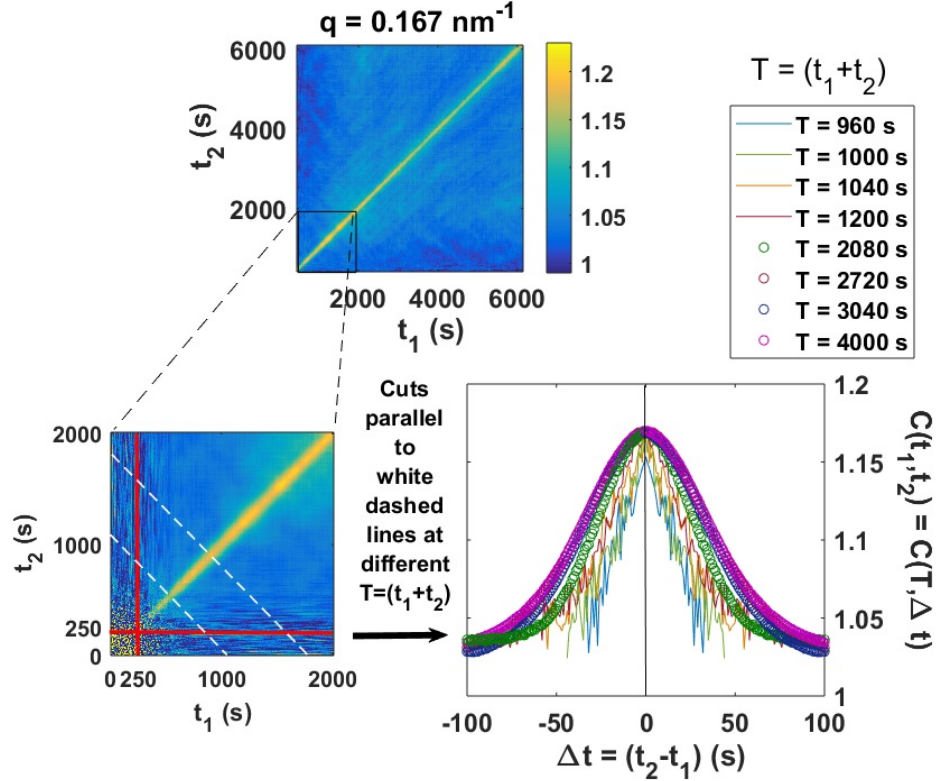 q = 0.167 nm⁻¹
6000
4000
2000
t₂ (s)
2000 4000 6000
t₁ (s)
1.2
1.15
1.1
1.05
1
T = (t₁+t₂)
T = 960 s
T = 1000 s
T = 1040 s
T = 1200 s
T = 2080 s
T = 2720 s
T = 3040 s
T = 4000 s
2000
1000
250
0
t₂ (s)
0 250 1000 2000
t₁ (s)
Cuts
parallel
to
white
dashed
lines at
different
T=(t₁+t₂)
1.2
1.15
1.1
1.05
1
C(t₁,t₂) = C(T,Δ t)
-100 -50 0 50 100
Δt = (t₂-t₁) (s)